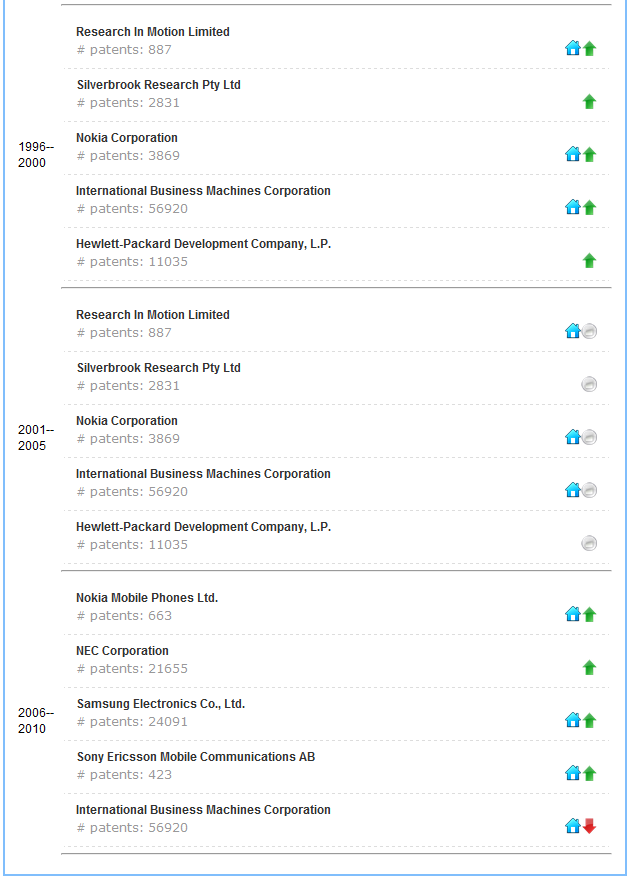 1996--
2000
Research In Motion Limited
# patents: 887
Silverbrook Research Pty Ltd
# patents: 2831
Nokia Corporation
# patents: 3869
International Business Machines Corporation
# patents: 56920
Hewlett-Packard Development Company, L.P.
# patents: 11035
2001--
2005
Research In Motion Limited
# patents: 887
Silverbrook Research Pty Ltd
# patents: 2831
Nokia Corporation
# patents: 3869
International Business Machines Corporation
# patents: 56920
Hewlett-Packard Development Company, L.P.
# patents: 11035
2006--
2010
Nokia Mobile Phones Ltd.
# patents: 663
NEC Corporation
# patents: 21655
Samsung Electronics Co., Ltd.
# patents: 24091
Sony Ericsson Mobile Communications AB
# patents: 423
International Business Machines Corporation
# patents: 56920